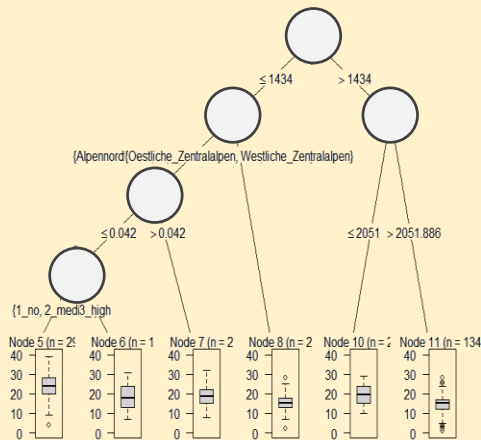 ≤ 1434 > 1434
{Alpennord{Oestliche_Zentralalpen, Westliche_Zentralalpen}
≤ 0.042 > 0.042 ≤ 2051 > 2051.886
{1_no, 2_medi3_high
Node 5 (n = 29 Node 6 (n = 1 Node 7 (n = 2 Node 8 (n = 2 Node 10 (n = 2 Node 11 (n = 134
40 40 40 40 40 40
30 30 30 30 30 30
20 20 20 20 20 20
10 10 10 10 10 10
0 0 0 0 0 0